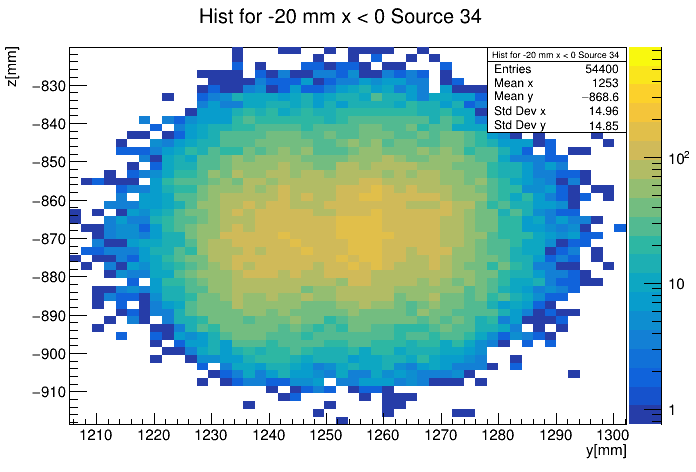 Hist for -20 mm x < 0 Source 34
z[mm]
Hist for -20 mm x < 0 Source 34
Entries 54400
Mean x 1253
Mean y −868.6
Std Dev x 14.96
Std Dev y 14.85
−830
−840
−850
−860
−870
−880
−890
−900
−910
10²
10
1
1210 1220 1230 1240 1250 1260 1270 1280 1290 1300
y[mm]